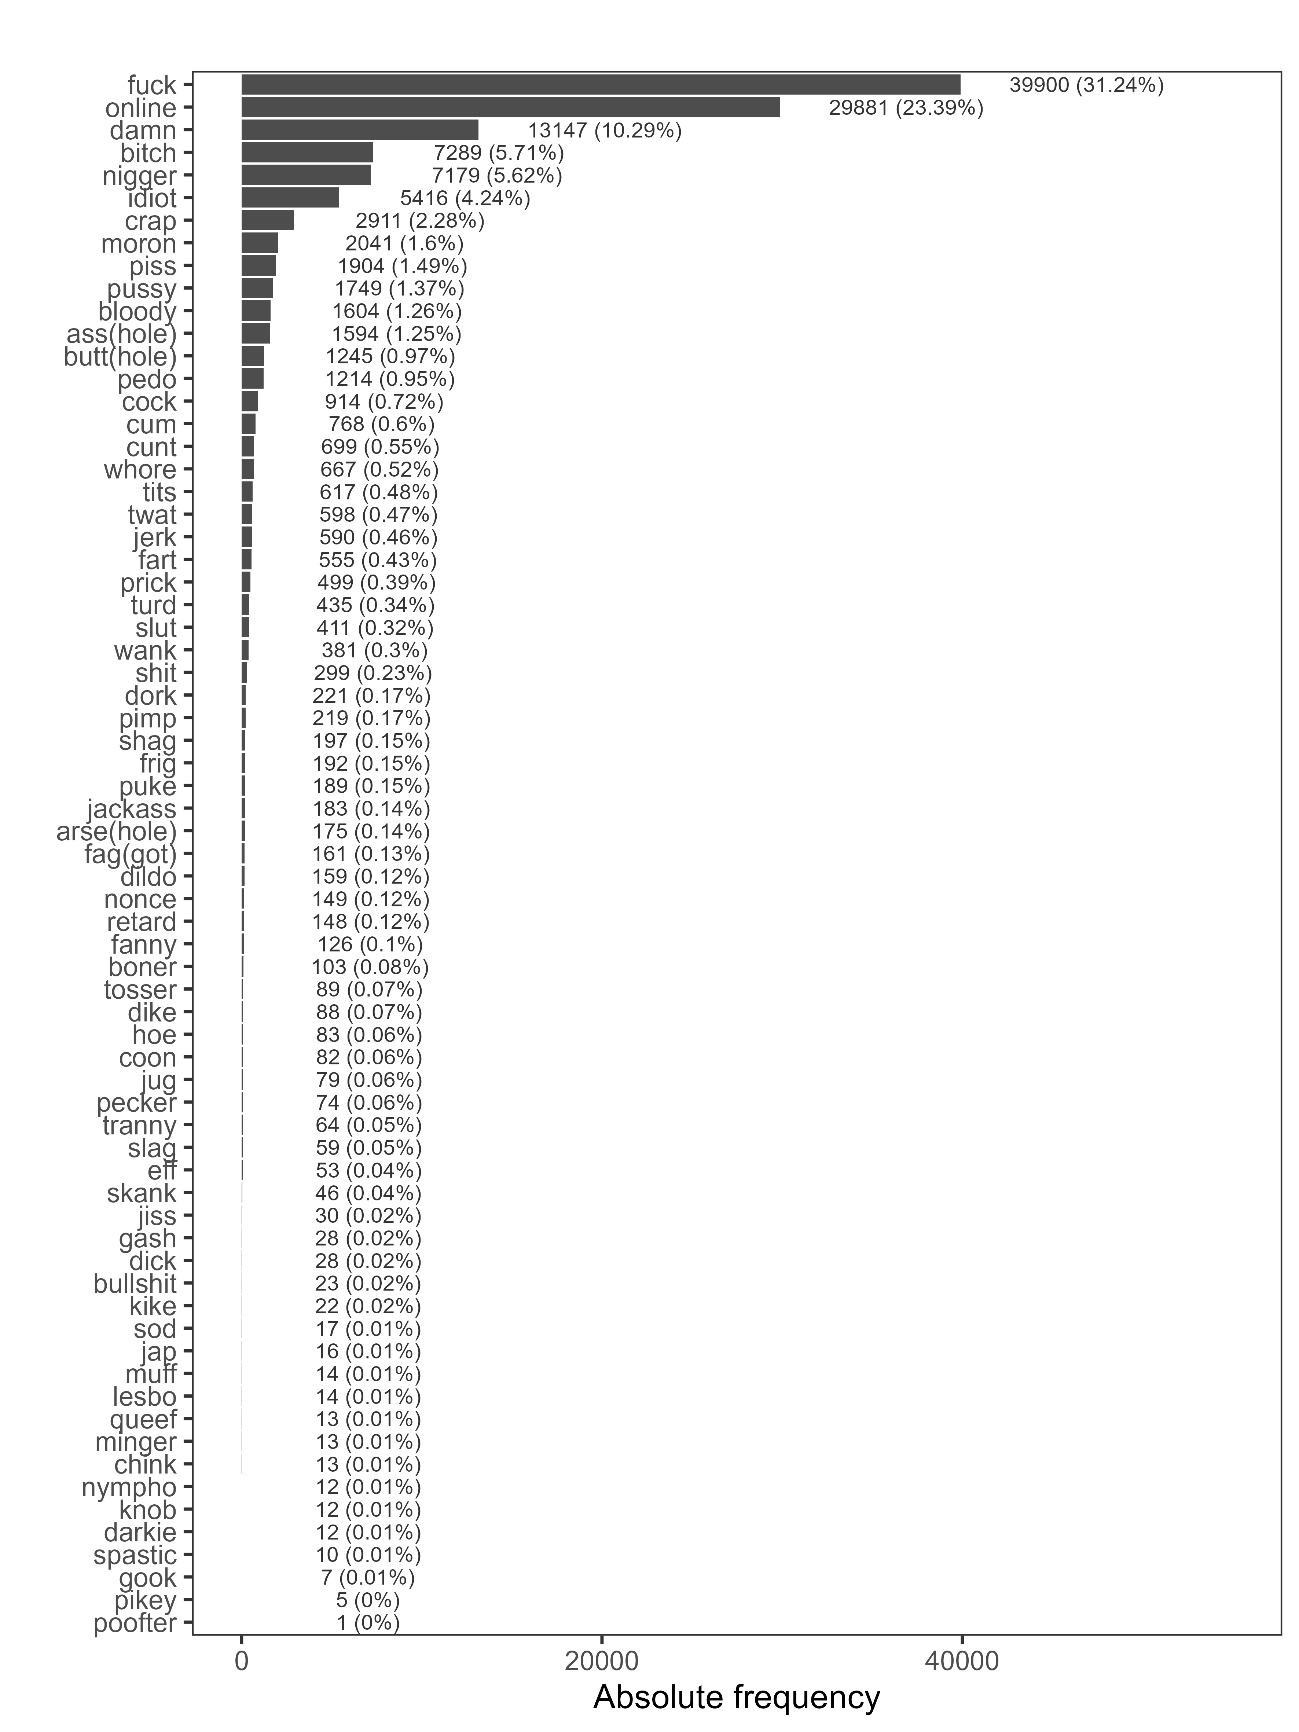 fuck 39900 (31.24%)
online 29881 (23.39%)
damn 13147 (10.29%)
bitch 7289 (5.71%)
nigger 7179 (5.62%)
idiot 5416 (4.24%)
crap 2911 (2.28%)
moron 2041 (1.6%)
piss 1904 (1.49%)
pussy 1749 (1.37%)
bloody 1604 (1.26%)
ass(hole) 1594 (1.25%)
butt(hole) 1245 (0.97%)
pedo 1214 (0.95%)
cock 914 (0.72%)
cum 768 (0.6%)
cunt 699 (0.55%)
whore 667 (0.52%)
tits 617 (0.48%)
twat 598 (0.47%)
jerk 590 (0.46%)
fart 555 (0.43%)
prick 499 (0.39%)
turd 435 (0.34%)
slut 411 (0.32%)
wank 381 (0.3%)
shit 299 (0.23%)
dork 221 (0.17%)
pimp 219 (0.17%)
shag 197 (0.15%)
frig 192 (0.15%)
puke 189 (0.15%)
jackass 183 (0.14%)
arse(hole) 175 (0.14%)
fag(got) 161 (0.13%)
dildo 159 (0.12%)
nonce 149 (0.12%)
retard 148 (0.12%)
fanny 126 (0.1%)
boner 103 (0.08%)
tosser 89 (0.07%)
dike 88 (0.07%)
hoe 83 (0.06%)
coon 82 (0.06%)
jug 79 (0.06%)
pecker 74 (0.06%)
tranny 64 (0.05%)
slag 59 (0.05%)
eff 53 (0.04%)
skank 46 (0.04%)
jiss 30 (0.02%)
gash 28 (0.02%)
dick 28 (0.02%)
bullshit 23 (0.02%)
kike 22 (0.02%)
sod 17 (0.01%)
jap 16 (0.01%)
muff 14 (0.01%)
lesbo 14 (0.01%)
queef 13 (0.01%)
minger 13 (0.01%)
chink 13 (0.01%)
nympho 12 (0.01%)
knob 12 (0.01%)
darkie 12 (0.01%)
spastic 10 (0.01%)
gook 7 (0.01%)
pikey 5 (0%)
poofter 1 (0%)
0 20000 40000
Absolute frequency